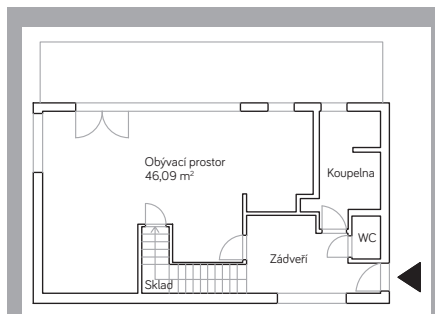 Obývací prostor
46,09 m²
Koupelna
WC
Zádveří
Sklad